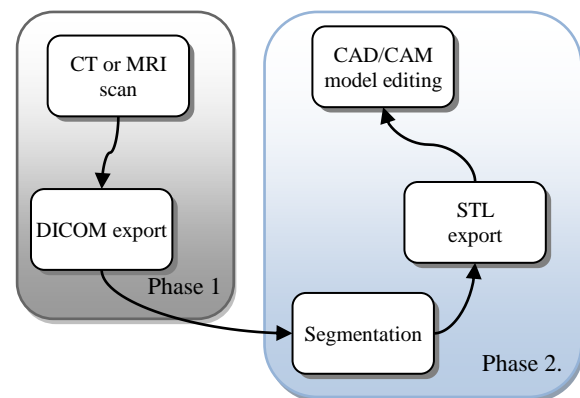 CT or MRI
scan
DICOM export
Phase 1
Segmentation
STL
export
CAD/CAM
model editing
Phase 2.